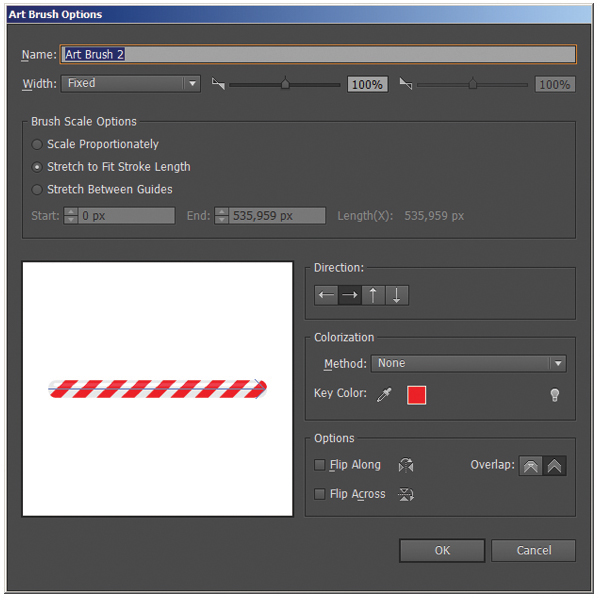 Art Brush Options
Name: Art Brush 2
Width: Fixed 100% 100%
Brush Scale Options
Scale Proportionately
Stretch to Fit Stroke Length
Stretch Between Guides
Start: 0 px End: 535,959 px Length(X): 535,959 px
Direction:
Colorization
Method: None
Key Color:
Options
Flip Along Overlap:
Flip Across
OK Cancel